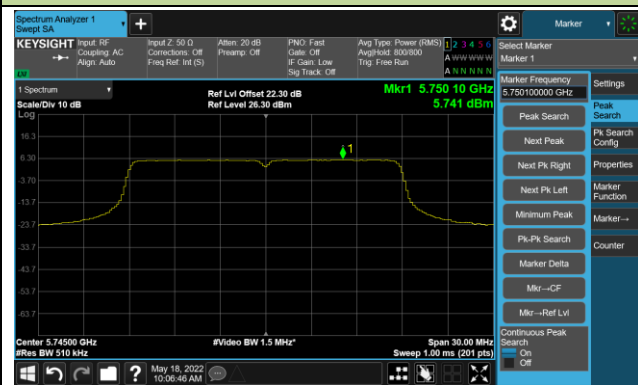 Spectrum Analyzer 1
Swept SA
Marker
KEYSIGHT
Input: RF
Coupling: AC
Align: Auto
Input Z: 50 Ω
Corrections: Off
Freq Ref: Int (S)
Atten: 20 dB
Preamp: Off
PNO: Fast
Gate: Off
IF Gain: Low
Sig Track: Off
Avg Type: Power (RMS)
Avg|Hold: 800/800
Trig: Free Run
1 2 3 4 5 6
A W W W W W
A N N N N N
Select Marker
Marker 1
1 Spectrum
Scale/Div 10 dB
Log
Ref Lvl Offset 22.30 dB
Ref Level 26.30 dBm
Mkr1 5.750 10 GHz
5.741 dBm
16.3
6.30
-3.70
-13.7
-23.7
-33.7
-43.7
-53.7
-63.7
1
Center 5.74500 GHz
#Res BW 510 kHz
#Video BW 1.5 MHz*
Span 30.00 MHz
Sweep 1.00 ms (201 pts)
Marker Frequency
5.750100000 GHz
Peak Search
Next Peak
Next Pk Right
Next Pk Left
Minimum Peak
Pk-Pk Search
Marker Delta
Mkr→CF
Mkr→Ref Lvl
Continuous Peak
Search
On
Off
Settings
Peak
Search
Pk Search
Config
Properties
Marker
Function
Marker→
Counter
May 18, 2022
10:06:46 AM